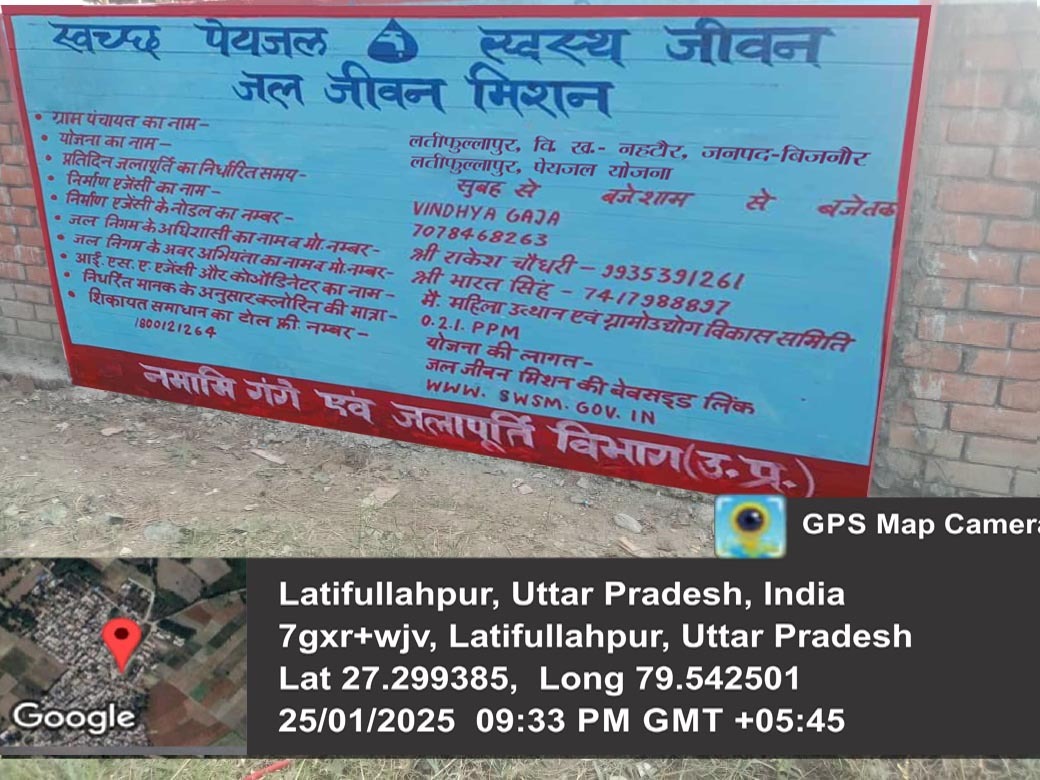 स्वच्छ पेयजल स्वस्थ जीवन
जल जीवन मिशन
• ग्राम पंचायत का नाम-
लतीफुल्लापुर, वि. ख.- नहटौर, जनपद-बिजनौर
• योजना का नाम-
लतीफुल्लापुर, पेयजल योजना
• प्रतिदिन जलापूर्ति का निर्धारित समय-
सुबह से बजेशाम से बजेतक
• निर्माण एजेंसी का नाम-
VINDHYA GAJA
• निर्माण एजेंसी के नोडल का नम्बर-
7078468263
• जल निगम के अधिशासी का नाम व मो. नम्बर-
श्री राकेश चौधरी - 9935391261
• जल निगम के अवर अभियंता का नाम व मो. नम्बर-
श्री भारत सिंह - 7417988897
• आई. एस. ए. एजेंसी और कोऑर्डिनेटर का नाम-
मै. महिला उत्थान एवं ग्रामोउद्योग विकास समिति
• निर्धारित मानक के अनुसार क्लोरिन की मात्रा-
0.2.1. PPM
• शिकायत समाधान का टोल फ्री नम्बर-
1800121264
योजना की लागत-
जल जीवन मिशन की वेबसइड लिंक
WWW. SWSM. GOV. IN
नमामि गंगे एवं जलापूर्ति विभाग (उ. प्र.)
GPS Map Camera
Latifullahpur, Uttar Pradesh, India
7gxr+wjv, Latifullahpur, Uttar Pradesh
Lat 27.299385, Long 79.542501
25/01/2025 09:33 PM GMT +05:45
Google